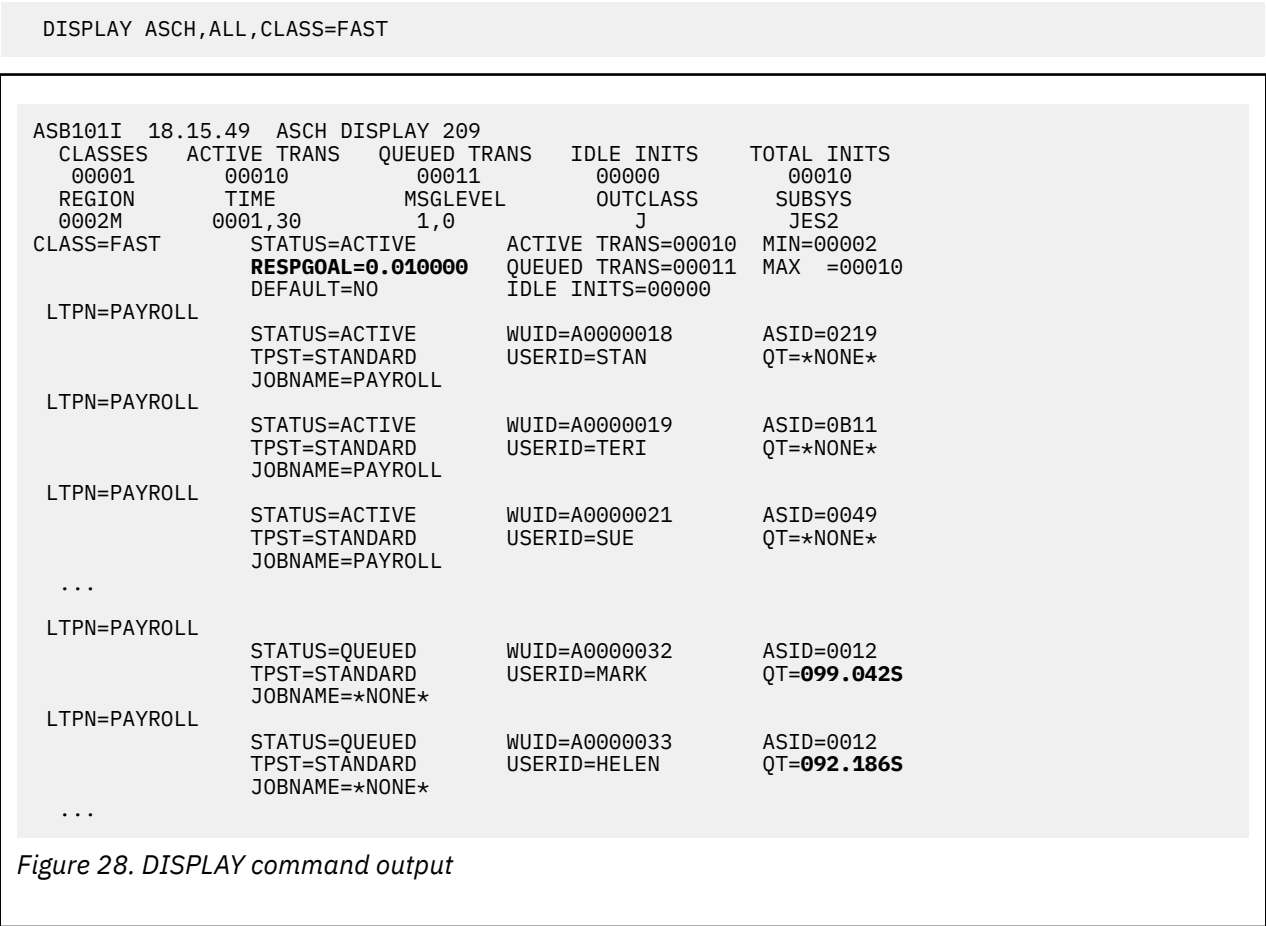 DISPLAY ASCH,ALL,CLASS=FAST
ASB101I  18.15.49  ASCH DISPLAY 209
  CLASSES   ACTIVE TRANS   QUEUED TRANS   IDLE INITS    TOTAL INITS
   00001       00010          00011         00000          00010
  REGION       TIME         MSGLEVEL       OUTCLASS      SUBSYS
  0002M      0001,30          1,0             J           JES2
CLASS=FAST       STATUS=ACTIVE       ACTIVE TRANS=00010  MIN=00002
                 RESPGOAL=0.010000   QUEUED TRANS=00011  MAX  =00010
                 DEFAULT=NO          IDLE INITS=00000
 LTPN=PAYROLL
                 STATUS=ACTIVE       WUID=A0000018       ASID=0219
                 TPST=STANDARD       USERID=STAN         QT=*NONE*
                 JOBNAME=PAYROLL
 LTPN=PAYROLL
                 STATUS=ACTIVE       WUID=A0000019       ASID=0B11
                 TPST=STANDARD       USERID=TERI         QT=*NONE*
                 JOBNAME=PAYROLL
 LTPN=PAYROLL
                 STATUS=ACTIVE       WUID=A0000021       ASID=0049
                 TPST=STANDARD       USERID=SUE          QT=*NONE*
                 JOBNAME=PAYROLL
  ...
 LTPN=PAYROLL
                 STATUS=QUEUED       WUID=A0000032       ASID=0012
                 TPST=STANDARD       USERID=MARK         QT=099.042S
                 JOBNAME=*NONE*
 LTPN=PAYROLL
                 STATUS=QUEUED       WUID=A0000033       ASID=0012
                 TPST=STANDARD       USERID=HELEN        QT=092.186S
                 JOBNAME=*NONE*
  ...
Figure 28. DISPLAY command output